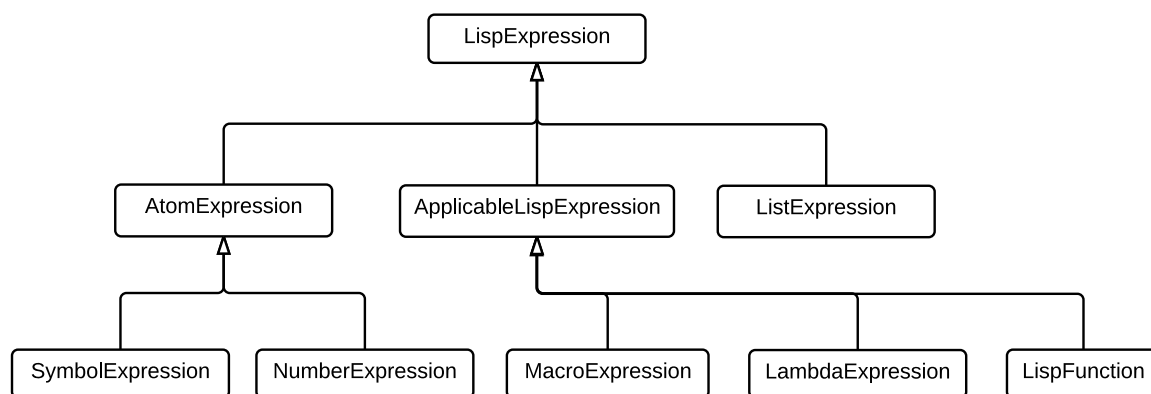 LispExpression
AtomExpression
ApplicableLispExpression
ListExpression
SymbolExpression
NumberExpression
MacroExpression
LambdaExpression
LispFunction